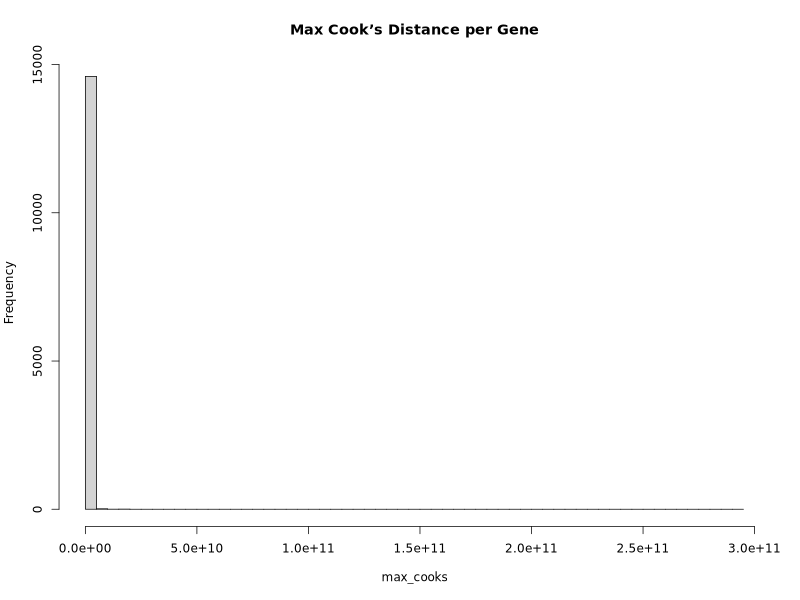 Max Cook’s Distance per Gene
Frequency
15000
10000
5000
0
0.0e+00 5.0e+10 1.0e+11 1.5e+11 2.0e+11 2.5e+11 3.0e+11
max_cooks